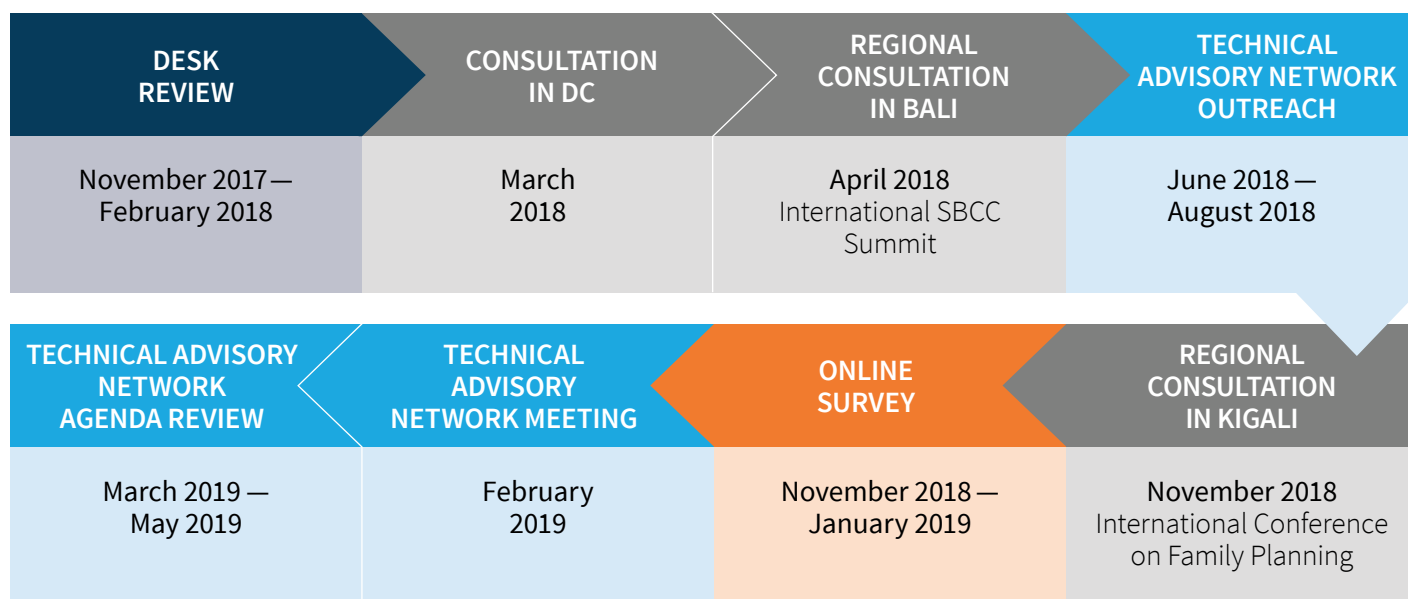 DESK
REVIEW
November 2017—
February 2018
CONSULTATION
IN DC
March
2018
REGIONAL
CONSULTATION
IN BALI
April 2018
International SBCC
Summit
TECHNICAL
ADVISORY NETWORK
OUTREACH
June 2018—
August 2018
REGIONAL
CONSULTATION
IN KIGALI
November 2018
International Conference
on Family Planning
ONLINE
SURVEY
November 2018—
January 2019
TECHNICAL
ADVISORY
NETWORK MEETING
February
2019
TECHNICAL ADVISORY
NETWORK
AGENDA REVIEW
March 2019—
May 2019